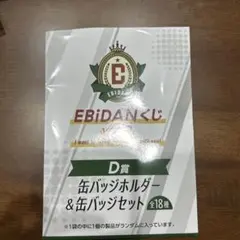 E
EBiDAN
EBiDANくじ
D賞
缶バッジホルダー
&缶バッジセット 全18種
※1袋の中に1個の製品がランダムに入っています。